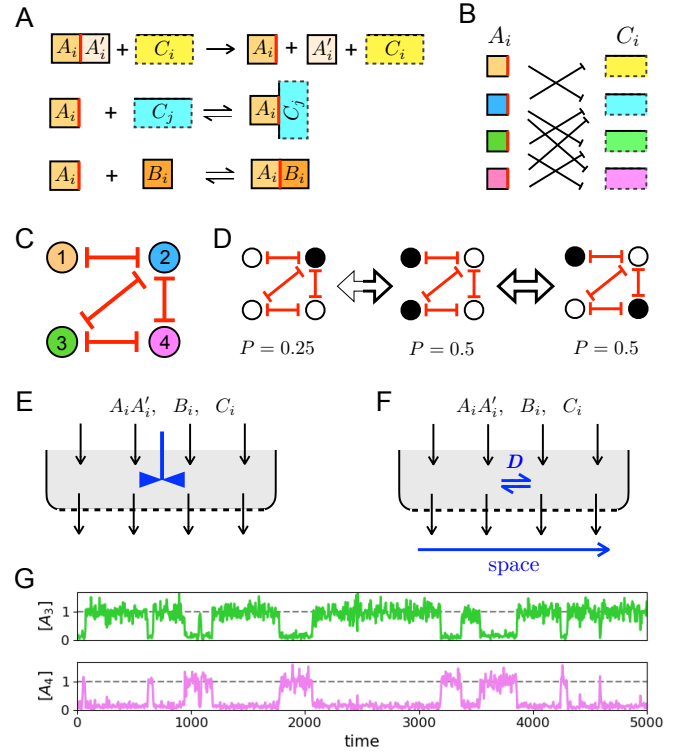 A
A_i A'_i + C_i → A_i + A'_i + C_i
A_i + C_j ⇌ A_i C_j
A_i + B_i ⇌ A_i B_i
B
A_i C_i
C
1 2
3 4
D
P = 0.25 P = 0.5 P = 0.5
E
A_iA'_i, B_i, C_i
F
A_iA'_i, B_i, C_i
D
space
G
[A_3]
1
0
[A_4]
1
0
0 1000 2000 3000 4000 5000
time